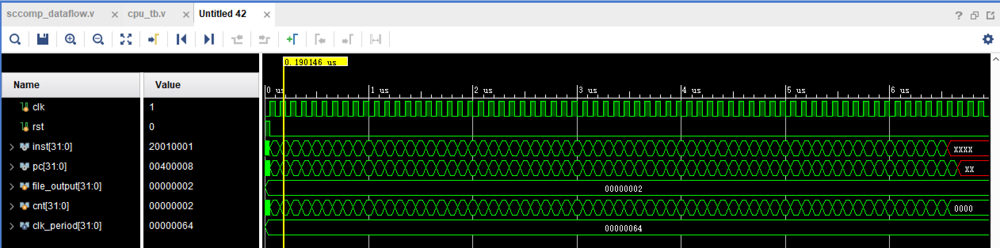 sccomp_dataflow.v × cpu_tb.v × Untitled 42 ×
0.190146 us
Name Value
0 us 1 us 2 us 3 us 4 us 5 us 6 us
clk 1
rst 0
inst[31:0] 20010001 XXXX
pc[31:0] 00400008 XX
file_output[31:0] 00000002 00000002
cnt[31:0] 00000002 0000
clk_period[31:0] 00000064 00000064